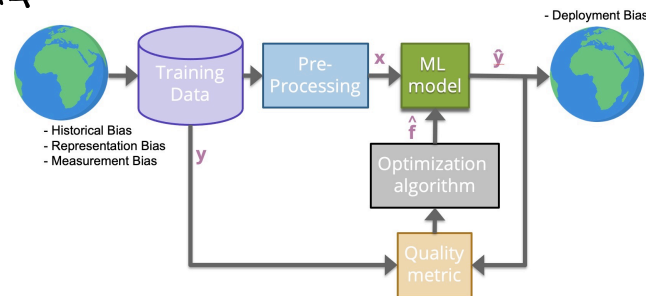 - Deployment Bias
Training
Data
Pre-
Processing
x
ML
model
ŷ
- Historical Bias
- Representation Bias
- Measurement Bias
y
f̂
Optimization
algorithm
Quality
metric